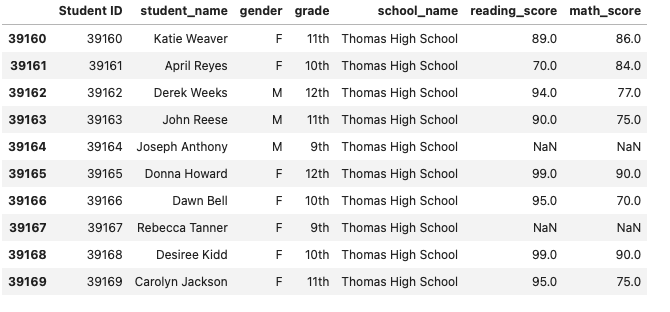 Student ID student_name gender grade school_name reading_score math_score
39160 39160 Katie Weaver F 11th Thomas High School 89.0 86.0
39161 39161 April Reyes F 10th Thomas High School 70.0 84.0
39162 39162 Derek Weeks M 12th Thomas High School 94.0 77.0
39163 39163 John Reese M 11th Thomas High School 90.0 75.0
39164 39164 Joseph Anthony M 9th Thomas High School NaN NaN
39165 39165 Donna Howard F 12th Thomas High School 99.0 90.0
39166 39166 Dawn Bell F 10th Thomas High School 95.0 70.0
39167 39167 Rebecca Tanner F 9th Thomas High School NaN NaN
39168 39168 Desiree Kidd F 10th Thomas High School 99.0 90.0
39169 39169 Carolyn Jackson F 11th Thomas High School 95.0 75.0